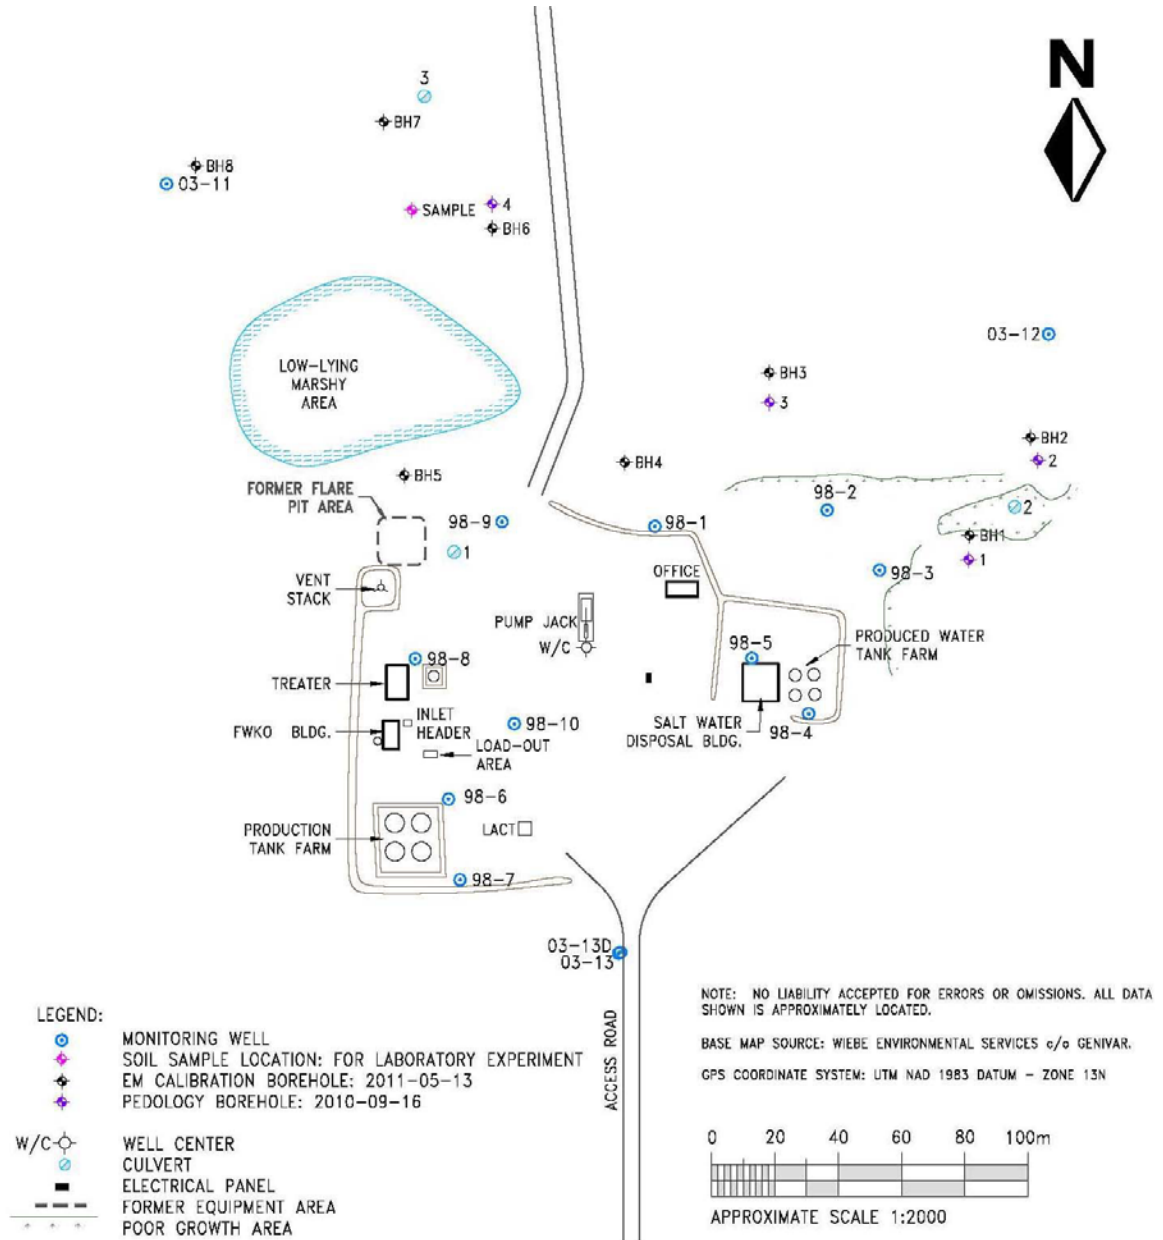 N
3
BH7
BH8
03-11
SAMPLE
4
BH6
03-12
LOW-LYING
MARSHY
AREA
BH3
3
BH2
2
BH4
BH5
FORMER FLARE
PIT AREA
98-9
98-1
98-2
2
BH1
1
1
98-3
VENT
STACK
OFFICE
PUMP JACK
W/C
PRODUCED WATER
TANK FARM
98-5
98-8
TREATER
INLET
HEADER
98-10
SALT WATER
DISPOSAL BLDG.
98-4
FWKO BLDG.
LOAD-OUT
AREA
98-6
LACT
PRODUCTION
TANK FARM
98-7
03-13D
03-13
ACCESS ROAD
LEGEND:
MONITORING WELL
SOIL SAMPLE LOCATION: FOR LABORATORY EXPERIMENT
EM CALIBRATION BOREHOLE: 2011-05-13
PEDOLOGY BOREHOLE: 2010-09-16
W/C WELL CENTER
CULVERT
ELECTRICAL PANEL
FORMER EQUIPMENT AREA
POOR GROWTH AREA
NOTE: NO LIABILITY ACCEPTED FOR ERRORS OR OMISSIONS. ALL DATA
SHOWN IS APPROXIMATELY LOCATED.
BASE MAP SOURCE: WIEBE ENVIRONMENTAL SERVICES c/o GENIVAR.
GPS COORDINATE SYSTEM: UTM NAD 1983 DATUM - ZONE 13N
0 20 40 60 80 100m
APPROXIMATE SCALE 1:2000